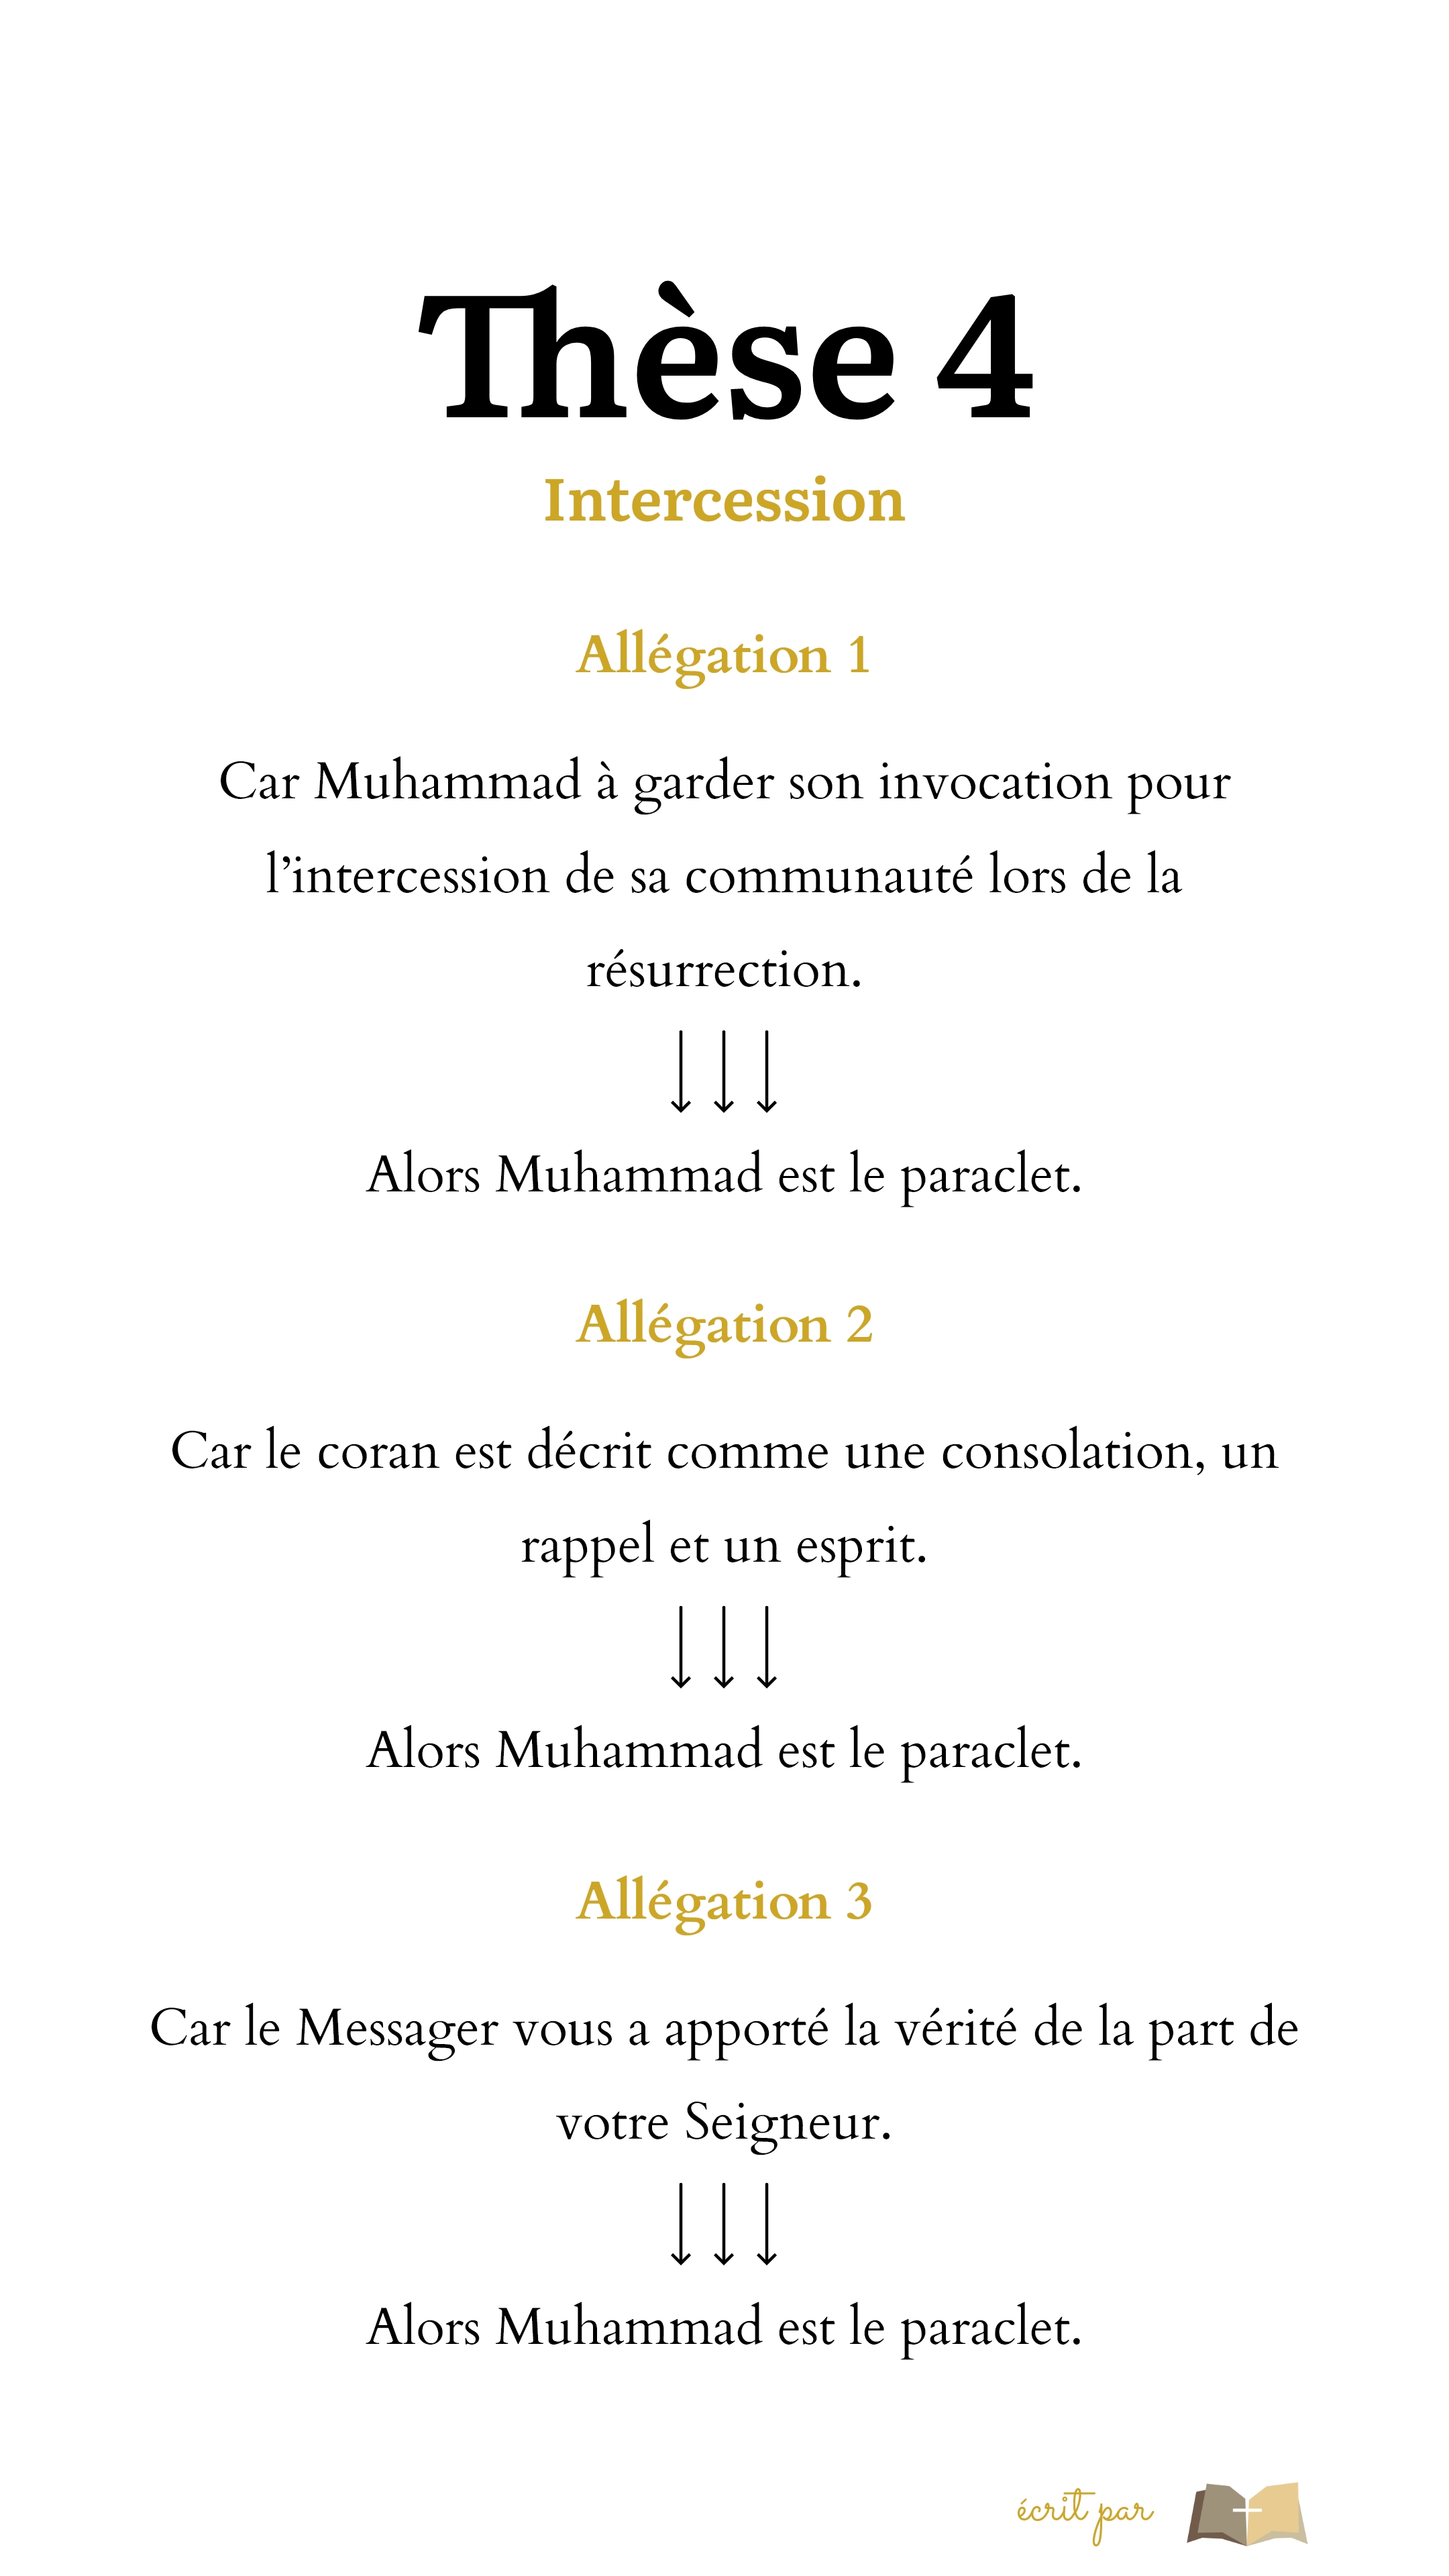 Thèse 4
Intercession
Allégation 1
Car Muhammad à garder son invocation pour
l’intercession de sa communauté lors de la
résurrection.
↓ ↓ ↓
Alors Muhammad est le paraclet.
Allégation 2
Car le coran est décrit comme une consolation, un
rappel et un esprit.
↓ ↓ ↓
Alors Muhammad est le paraclet.
Allégation 3
Car le Messager vous a apporté la vérité de la part de
votre Seigneur.
↓ ↓ ↓
Alors Muhammad est le paraclet.
écrit par